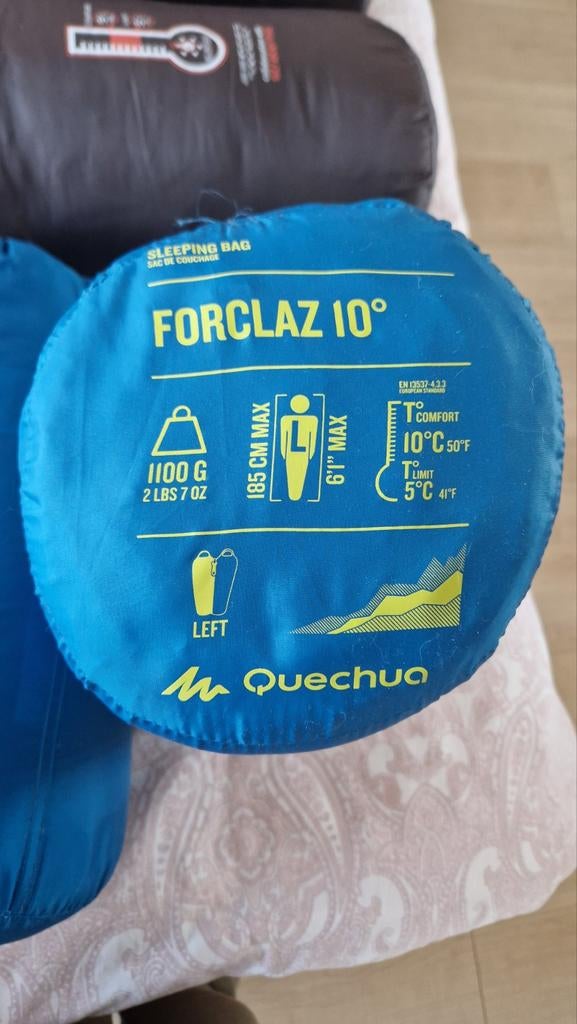 SLEEPING BAG
SAC DE COUCHAGE
FORCLAZ 10°
1100 G
2 LBS 7 OZ
185 CM MAX
L
6'1" MAX
EN 13537-4.3.3
EUROPEAN STANDARD
T° COMFORT
10°C 50°F
T° LIMIT
5°C 41°F
LEFT
Quechua